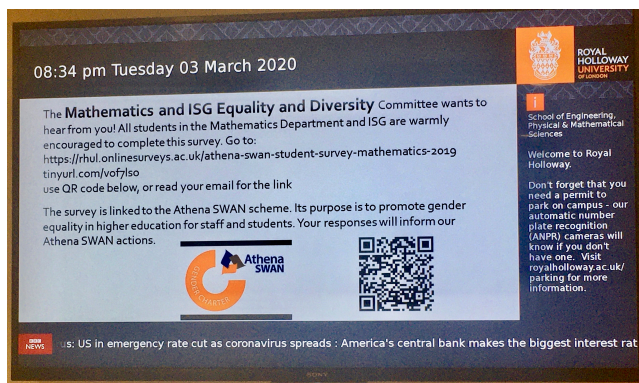 08:34 pm Tuesday 03 March 2020
ROYAL
HOLLOWAY
UNIVERSITY
OF LONDON
The Mathematics and ISG Equality and Diversity Committee wants to
hear from you! All students in the Mathematics Department and ISG are warmly
encouraged to complete this survey. Go to:
https://rhul.onlinesurveys.ac.uk/athena-swan-student-survey-mathematics-2019
tinyurl.com/vof7lso
use QR code below, or read your email for the link
The survey is linked to the Athena SWAN scheme. Its purpose is to promote gender
equality in higher education for staff and students. Your responses will inform our
Athena SWAN actions.
Athena
SWAN
GENDER CHARTER
i
School of Engineering,
Physical & Mathematical
Sciences
Welcome to Royal
Holloway.
Don't forget that you
need a permit to
park on campus - our
automatic number
plate recognition
(ANPR) cameras will
know if you don't
have one. Visit
royalholloway.ac.uk/
parking for more
information.
BBC
NEWS
us: US in emergency rate cut as coronavirus spreads : America's central bank makes the biggest interest rat
SONY